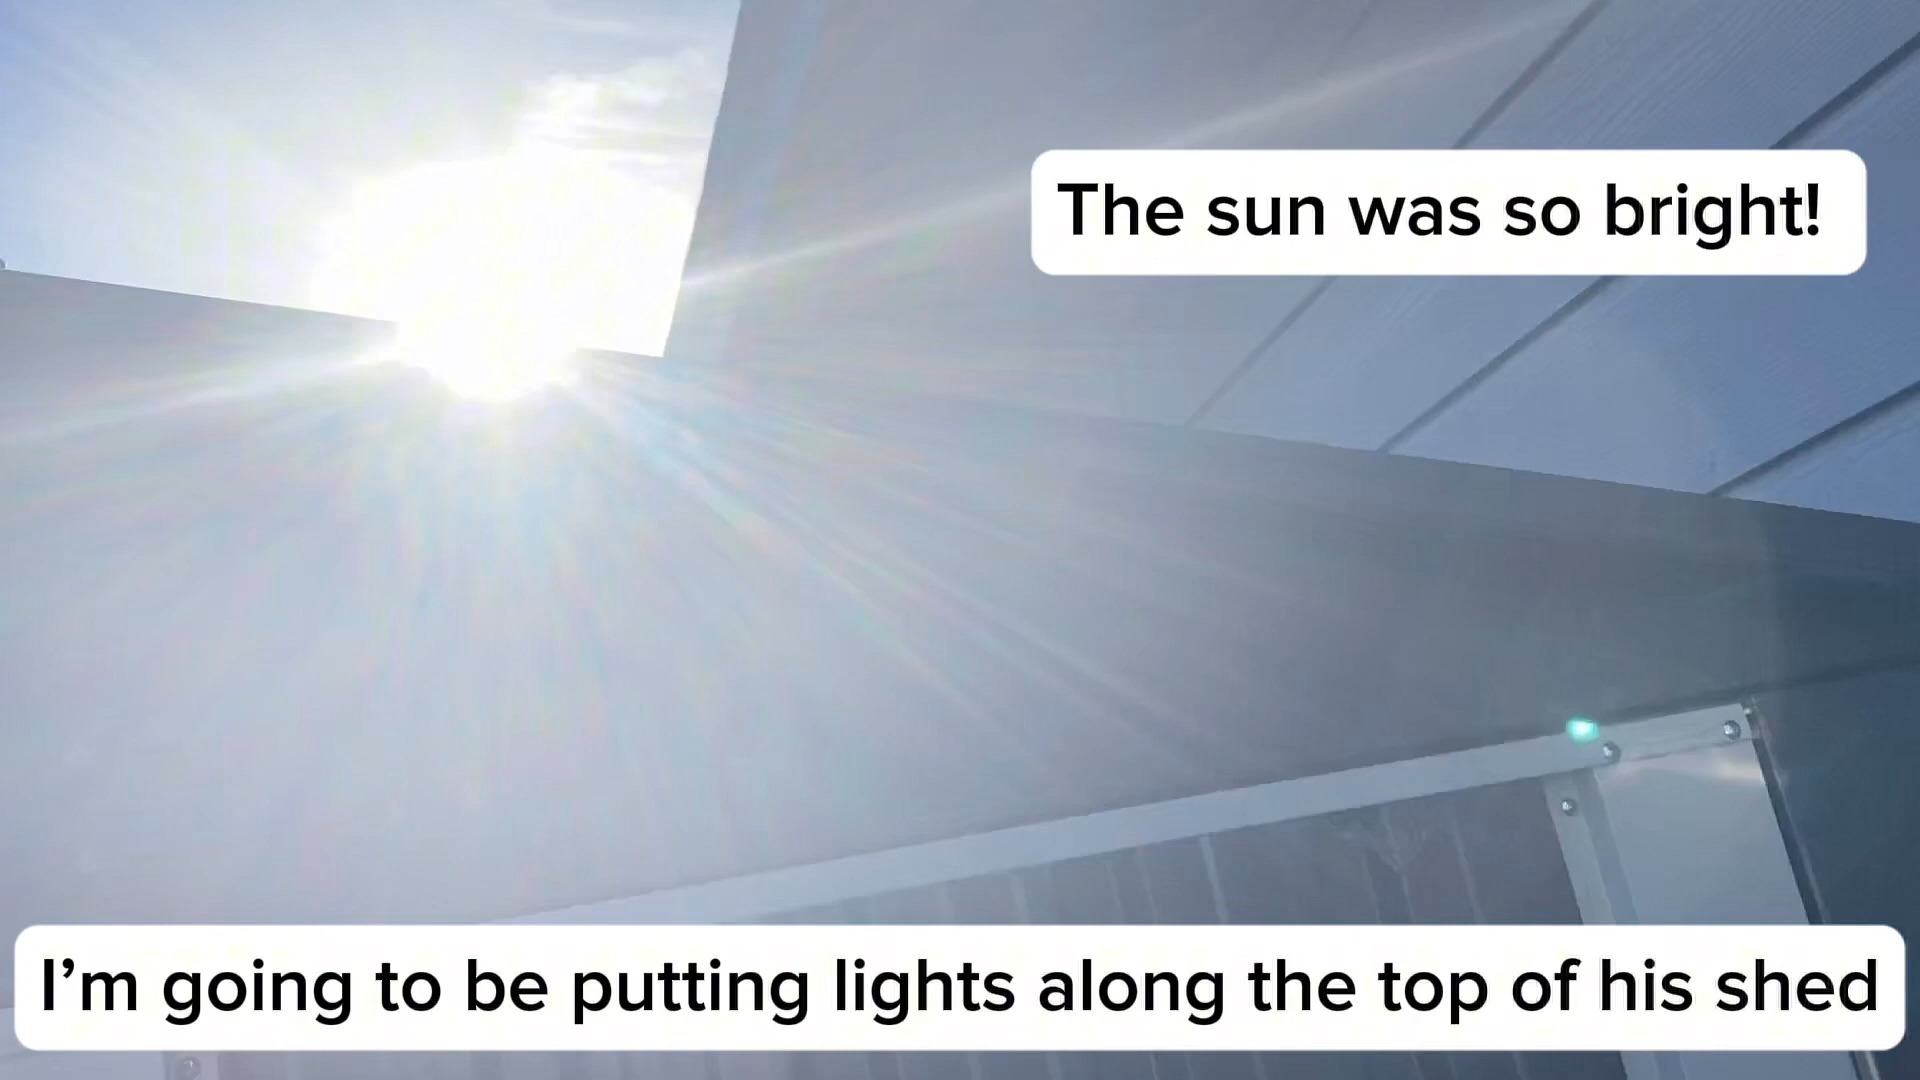 The sun was so bright!
I’m going to be putting lights along the top of his shed